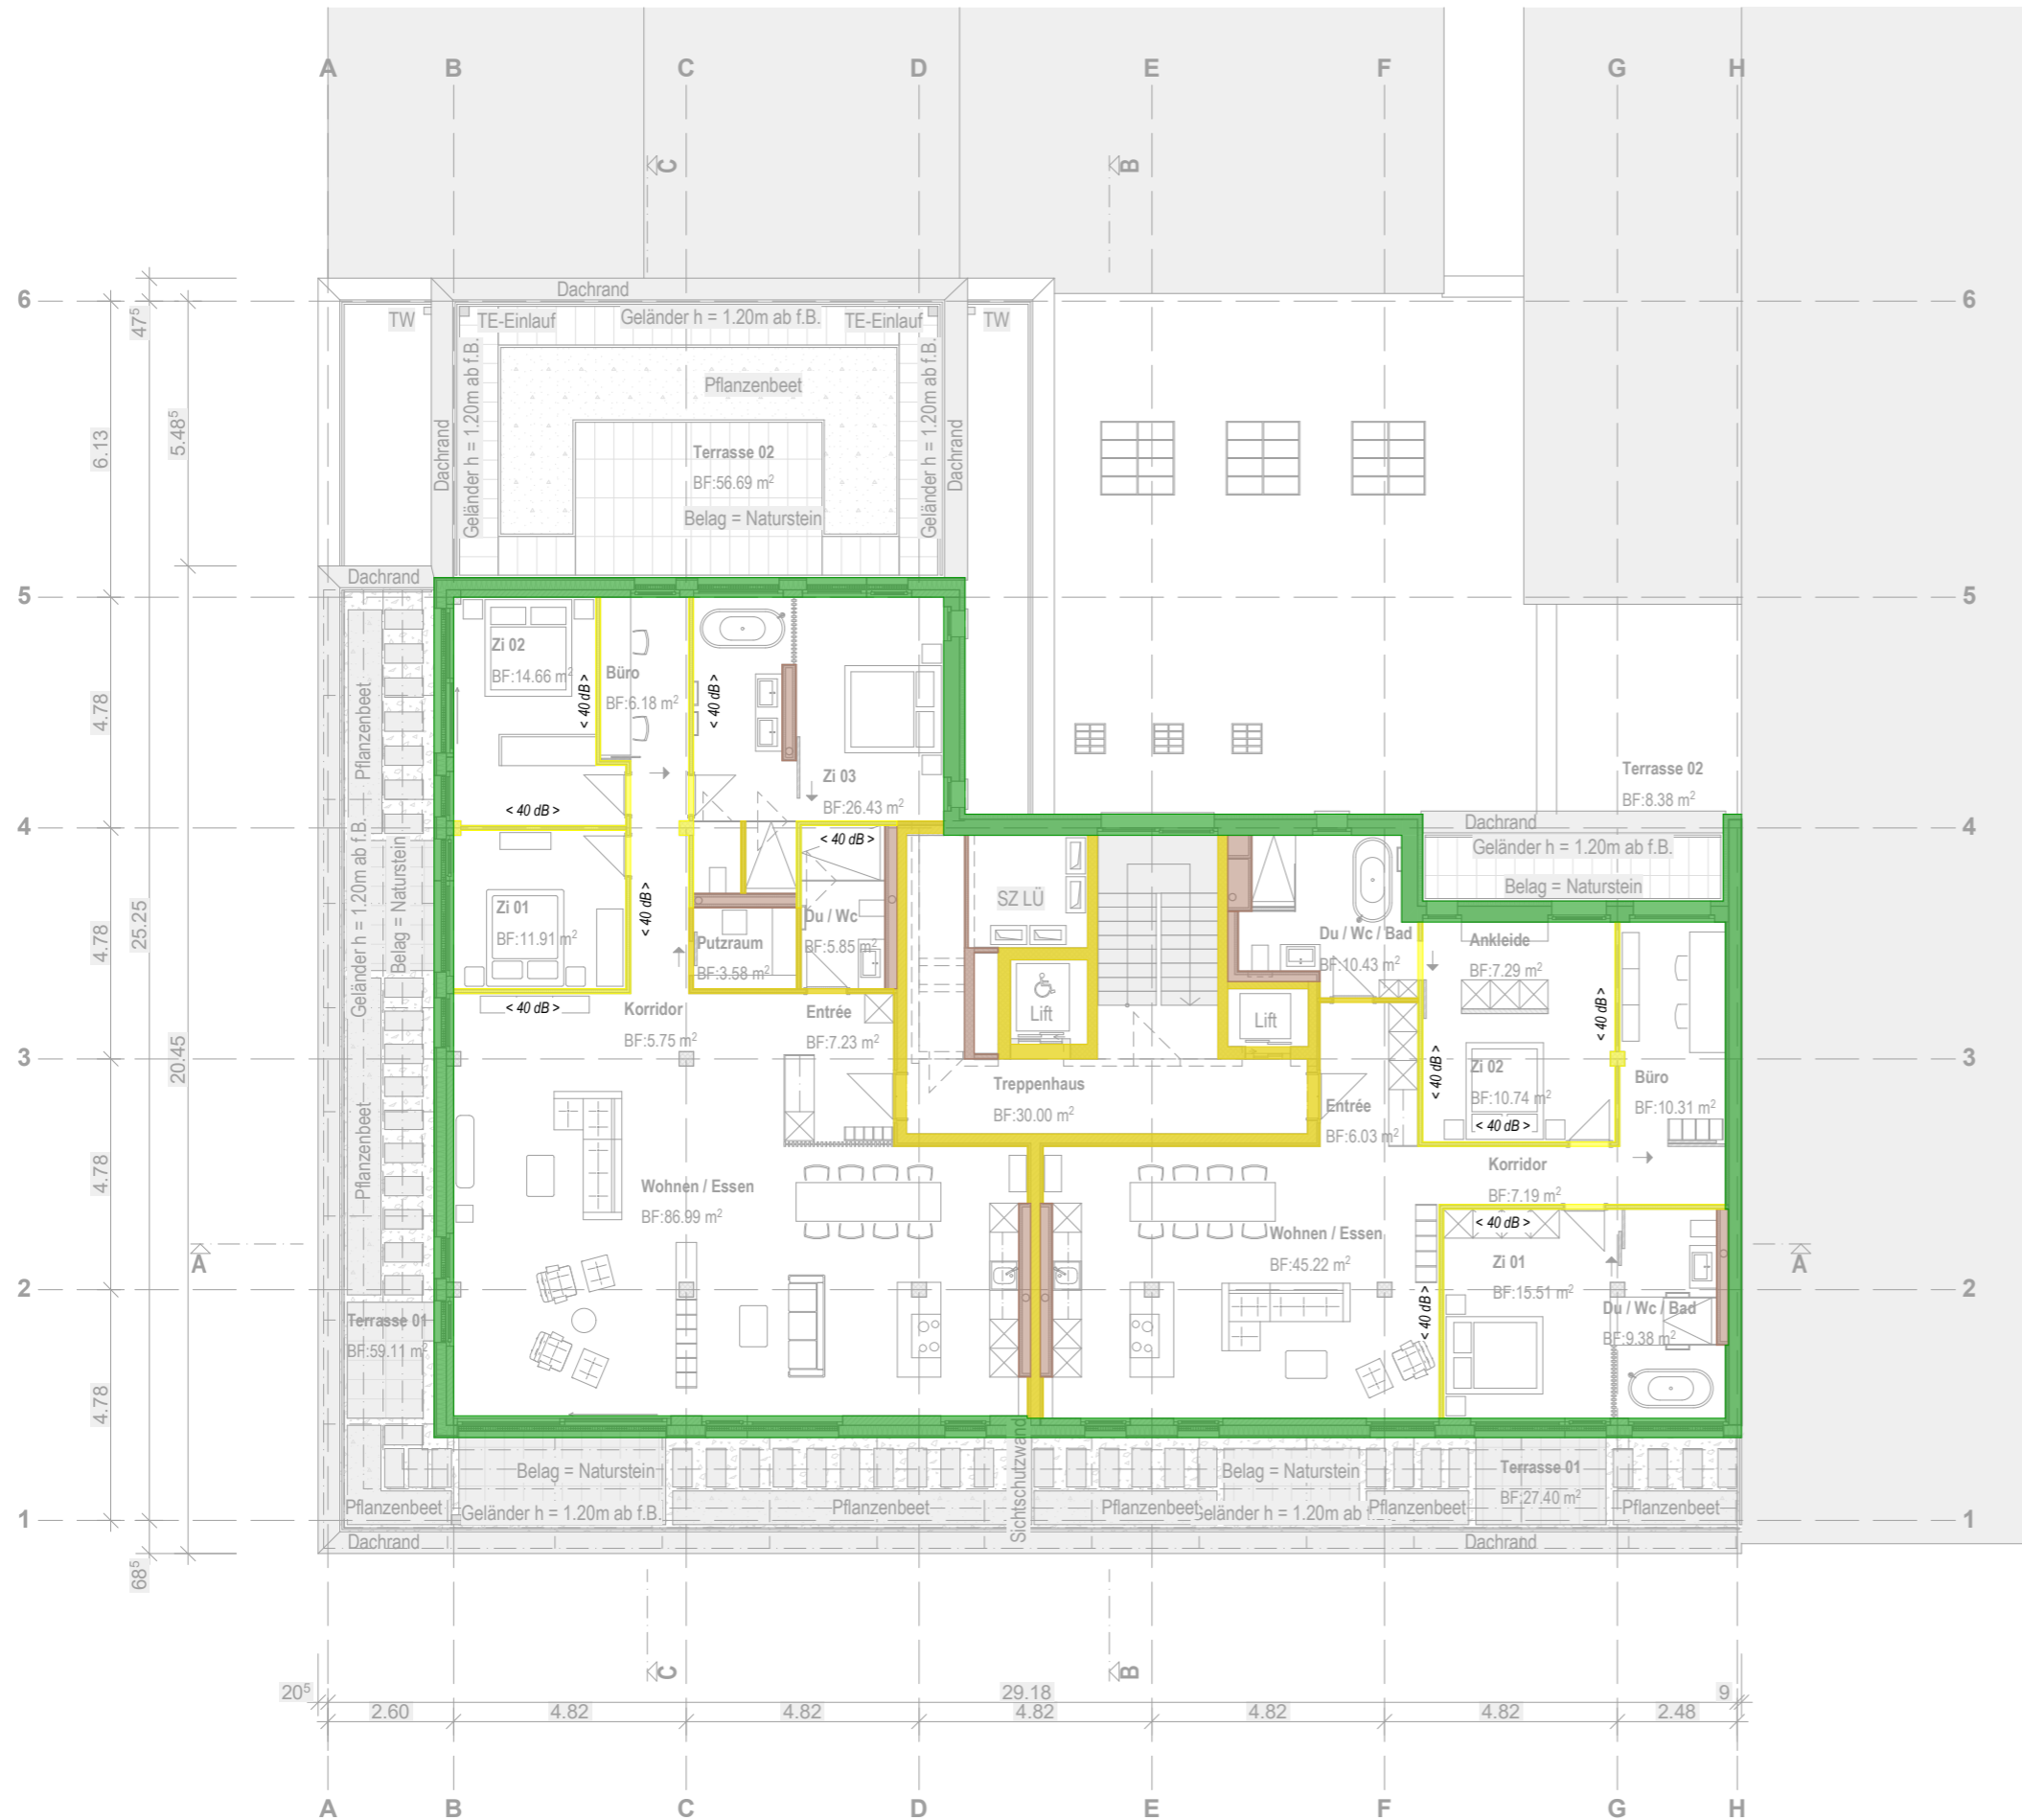 A B C D E F G H
C B
6 6
Dachrand
47⁵
TW TE-Einlauf Geländer h = 1.20m ab f.B. TE-Einlauf TW
Geländer h = 1.20m ab f.B.
Geländer h = 1.20m ab f.B.
Pflanzenbeet
6.13
5.48⁵
Dachrand
Dachrand
Terrasse 02
BF:56.69 m²
Belag = Naturstein
Dachrand
5 5
Zi 02
BF:14.66 m²
Büro
BF:6.18 m²
< 40 dB >
< 40 dB >
4.78
Pflanzenbeet
Zi 03
BF:26.43 m²
< 40 dB >
Terrasse 02
BF:8.38 m²
4 4
Dachrand
< 40 dB >
Geländer h = 1.20m ab f.B.
Belag = Naturstein
Geländer h = 1.20m ab f.B.
Belag = Naturstein
4.78
25.25
< 40 dB >
Zi 01
BF:11.91 m²
Putzraum
BF:3.58 m²
Du / Wc
BF:5.85 m²
SZ LÜ
Du / Wc / Bad
BF:10.43 m²
Ankleide
BF:7.29 m²
< 40 dB >
< 40 dB >
Korridor
BF:5.75 m²
Entrée
BF:7.23 m²
Lift
Lift
20.45
3 3
Treppenhaus
BF:30.00 m²
Entrée
BF:6.03 m²
< 40 dB >
Zi 02
BF:10.74 m²
< 40 dB >
Büro
BF:10.31 m²
4.78
Pflanzenbeet
Korridor
BF:7.19 m²
Wohnen / Essen
BF:86.99 m²
Wohnen / Essen
BF:45.22 m²
< 40 dB >
A A
Zi 01
BF:15.51 m²
2 2
Terrasse 01
BF:59.11 m²
< 40 dB >
Du / Wc / Bad
BF:9.38 m²
4.78
Sichtschutzwand
Belag = Naturstein
Belag = Naturstein
Terrasse 01
BF:27.40 m²
Pflanzenbeet Geländer h = 1.20m ab f.B. Pflanzenbeet Pflanzenbeet Geländer h = 1.20m ab f Pflanzenbeet Pflanzenbeet
1 1
Dachrand Dachrand
68⁵
C B
20⁵ 29.18 9
2.60 4.82 4.82 4.82 4.82 4.82 2.48
A B C D E F G H